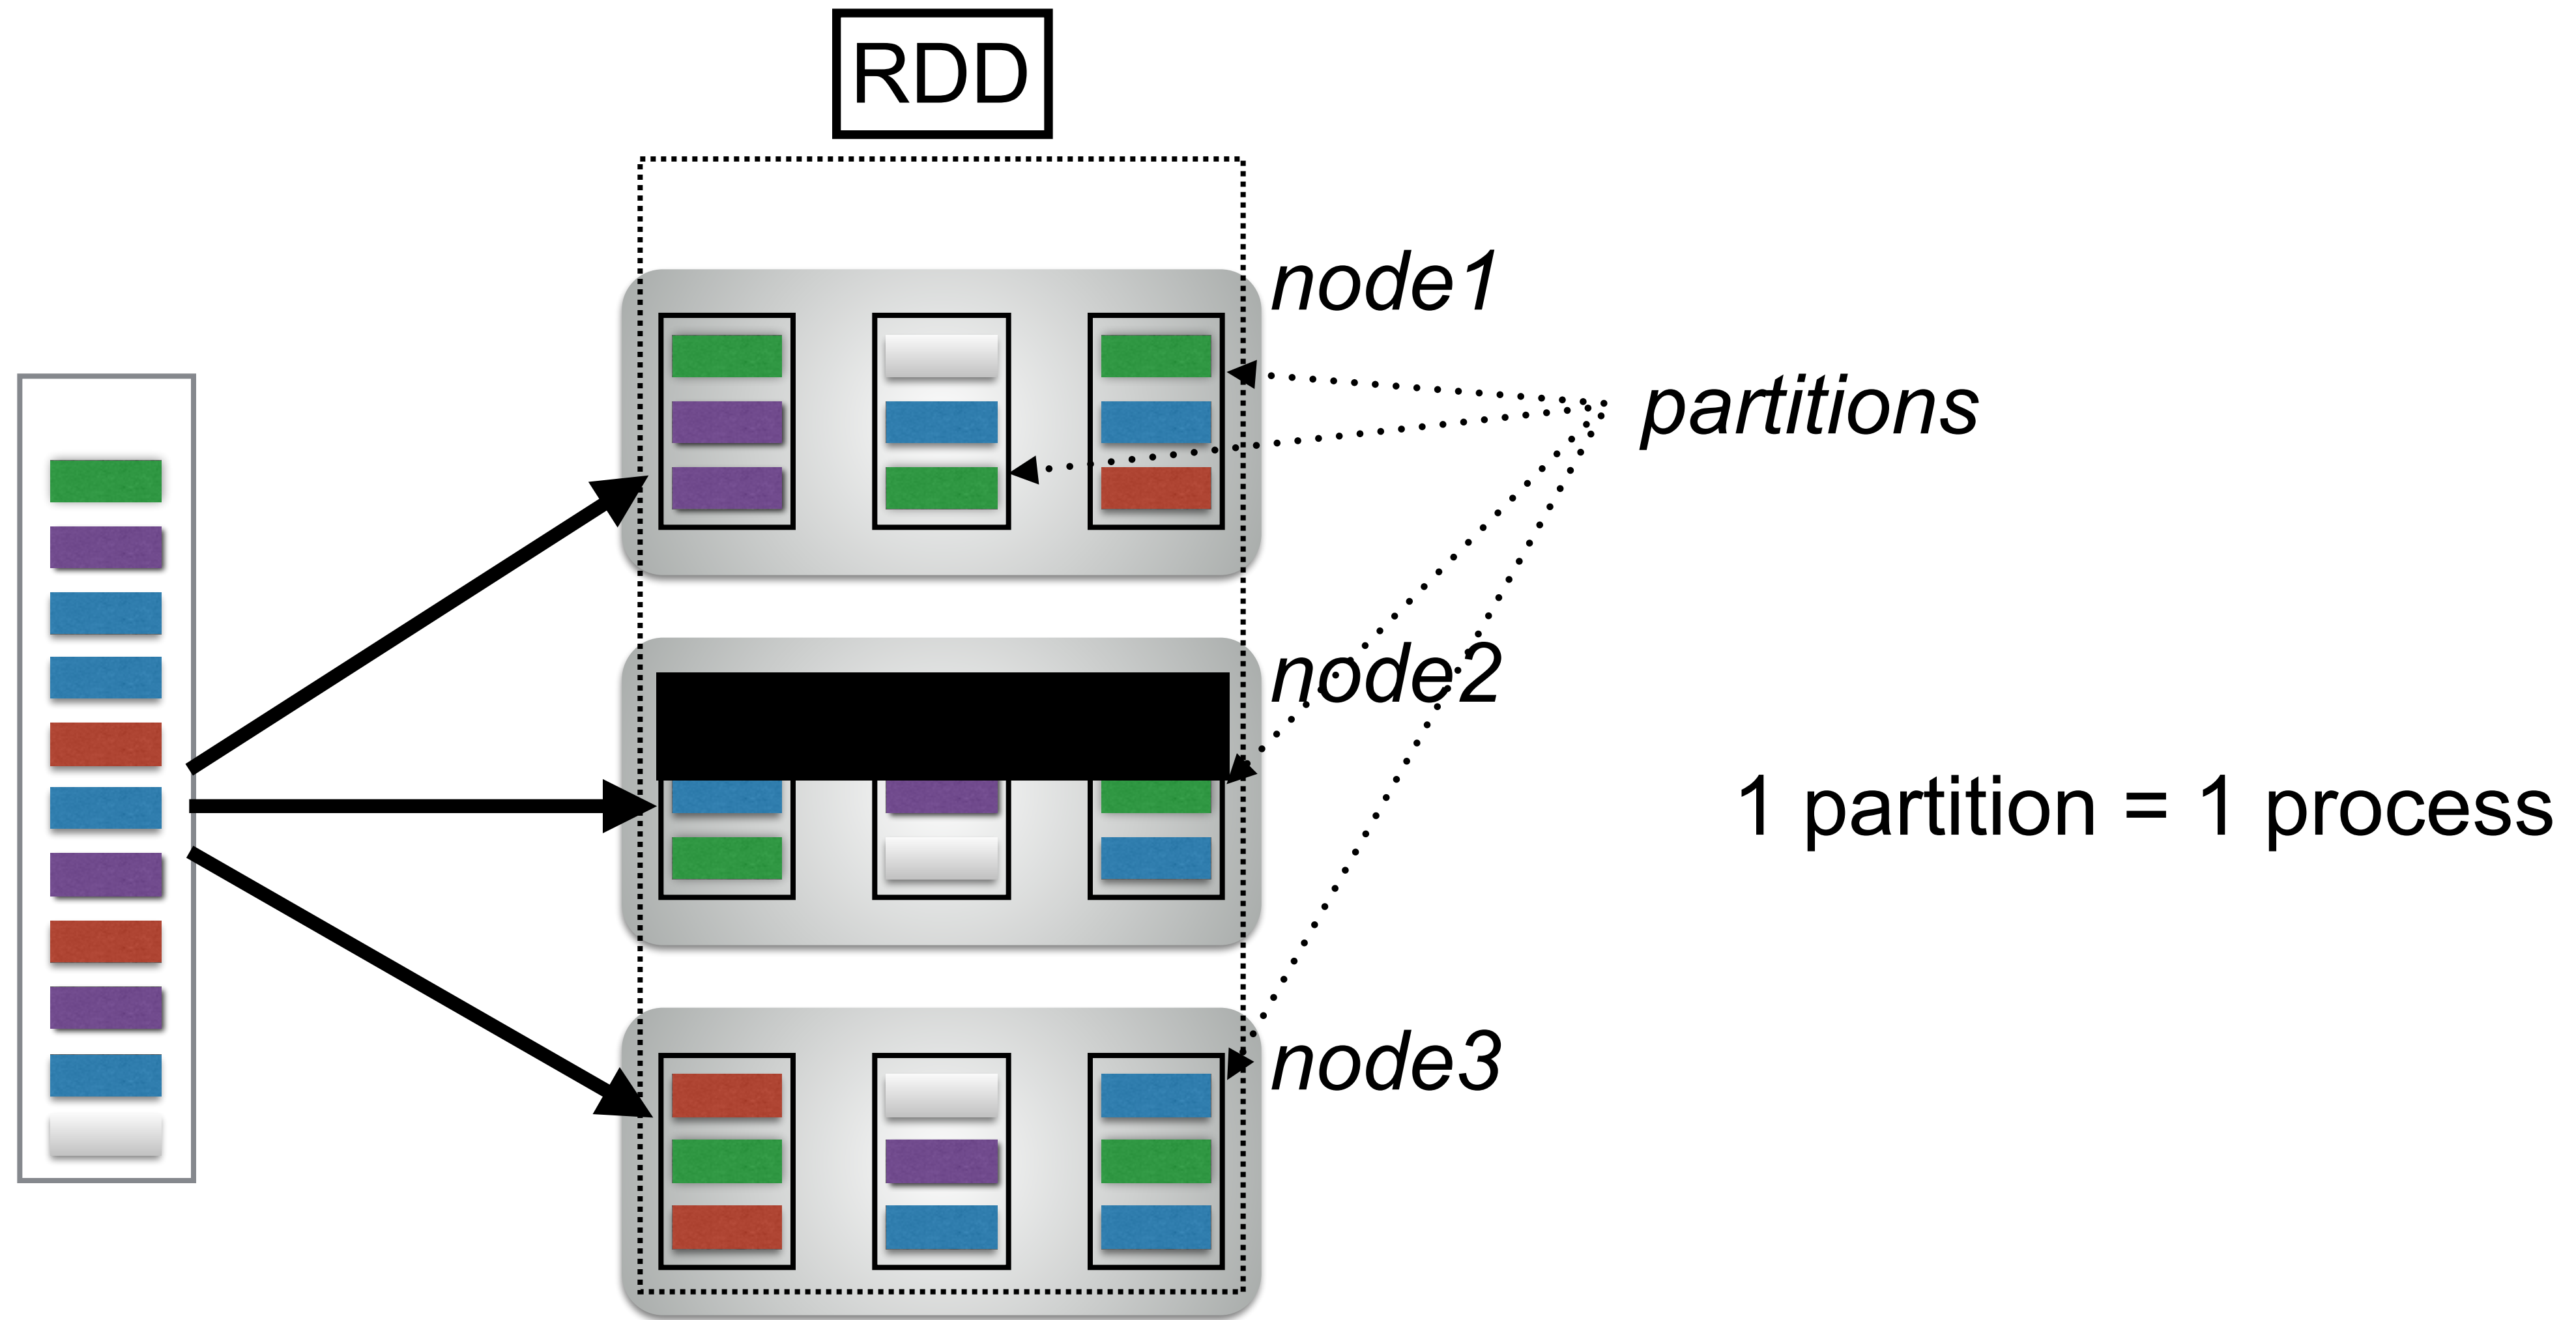 RDD
node1
partitions
node2
1 partition = 1 process
node3